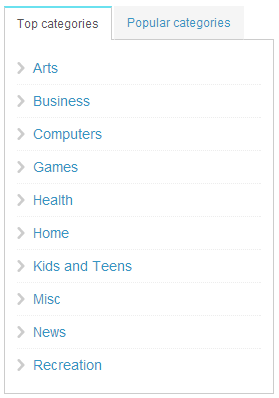 Top categories
Popular categories
Arts
Business
Computers
Games
Health
Home
Kids and Teens
Misc
News
Recreation